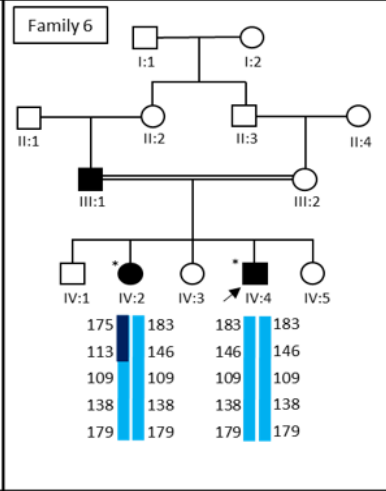 Family 6
I:1 I:2
II:1 II:2 II:3 II:4
III:1 III:2
* *
IV:1 IV:2 IV:3 IV:4 IV:5
175 183 183 183
113 146 146 146
109 109 109 109
138 138 138 138
179 179 179 179